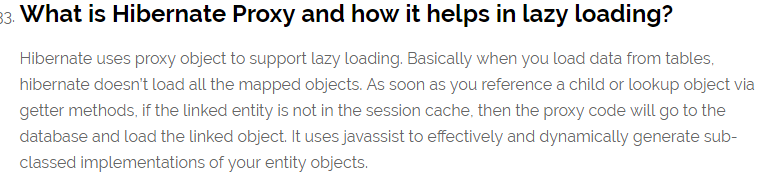 33. What is Hibernate Proxy and how it helps in lazy loading?
Hibernate uses proxy object to support lazy loading. Basically when you load data from tables,
hibernate doesn't load all the mapped objects. As soon as you reference a child or lookup object via
getter methods, if the linked entity is not in the session cache, then the proxy code will go to the
database and load the linked object. It uses javassist to effectively and dynamically generate sub-
classed implementations of your entity objects.